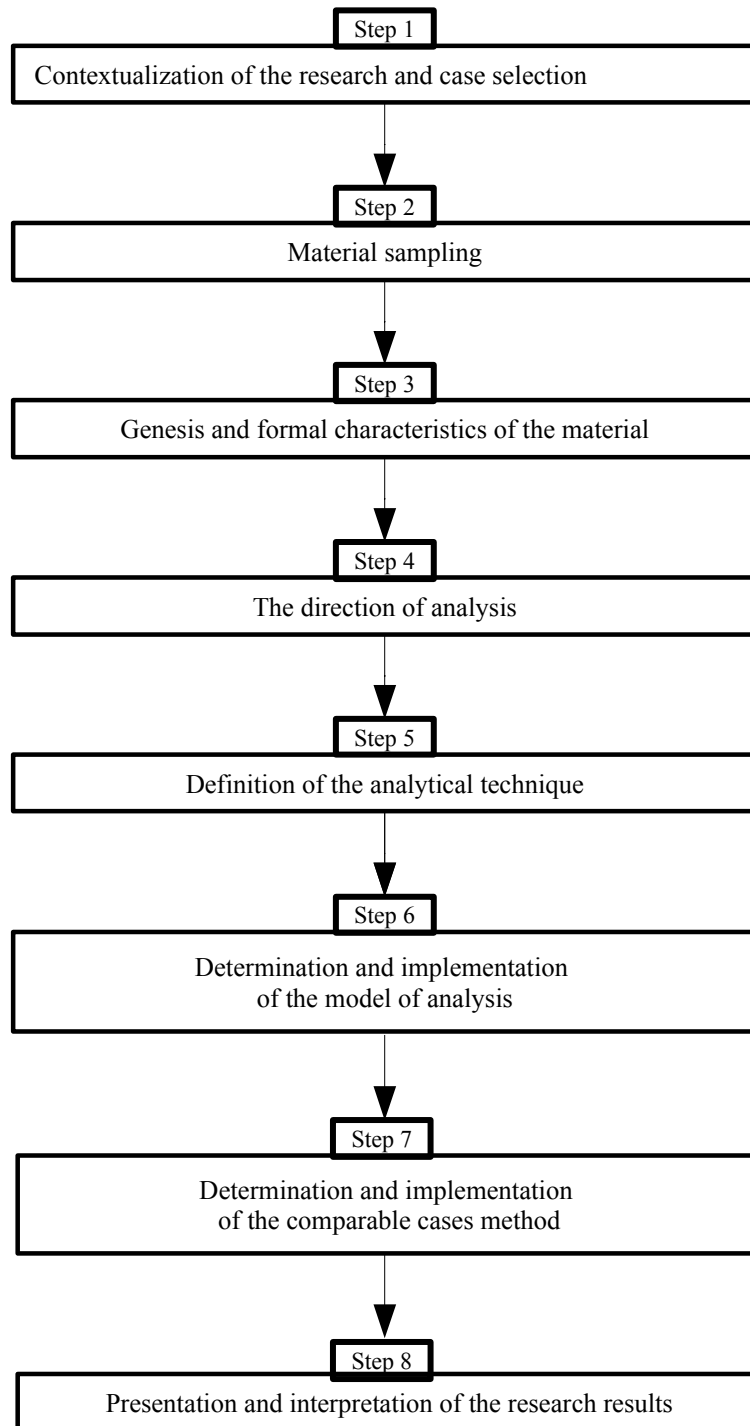 Step 1
Contextualization of the research and case selection
Step 2
Material sampling
Step 3
Genesis and formal characteristics of the material
Step 4
The direction of analysis
Step 5
Definition of the analytical technique
Step 6
Determination and implementation
of the model of analysis
Step 7
Determination and implementation
of the comparable cases method
Step 8
Presentation and interpretation of the research results